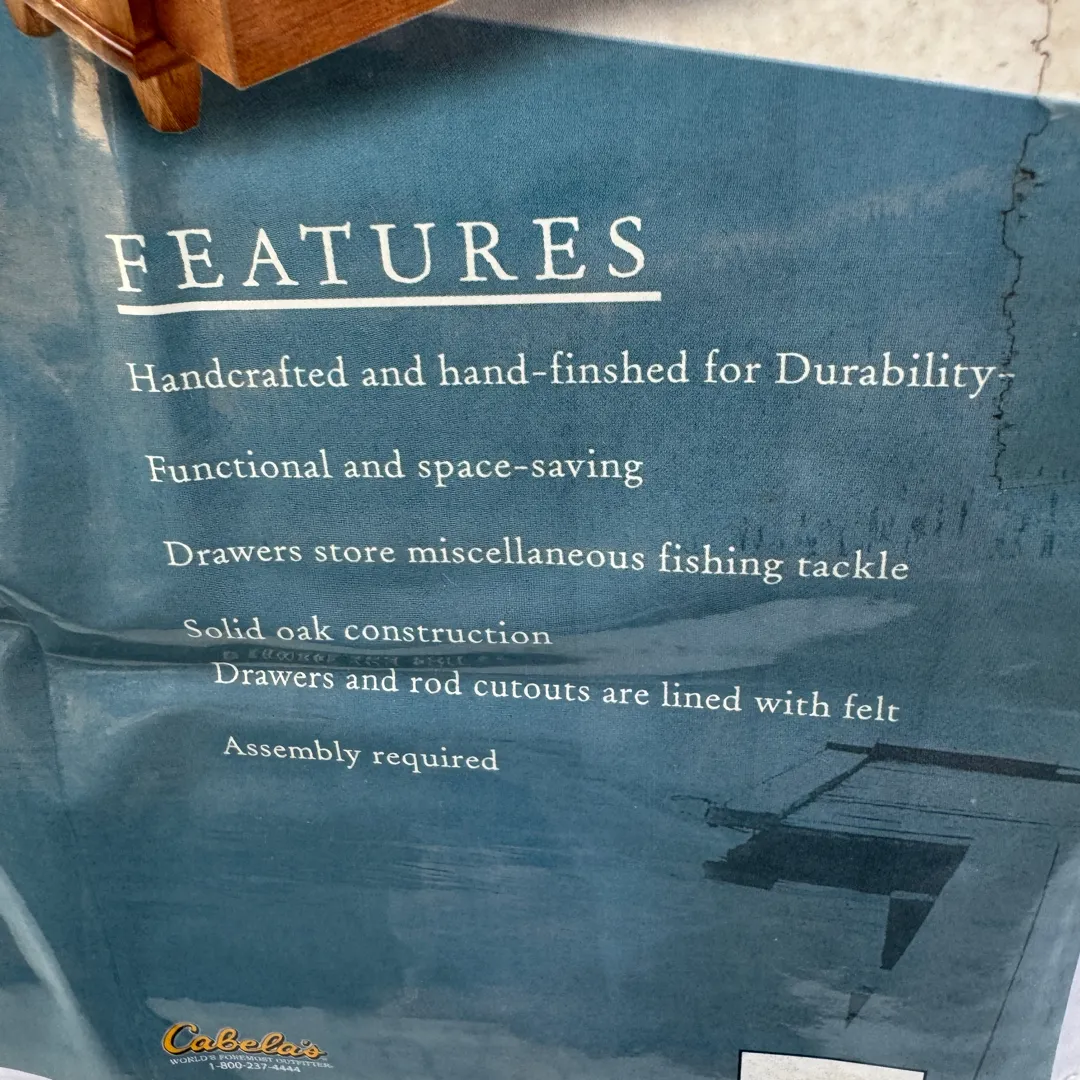 FEATURES
Handcrafted and hand-finshed for Durability-
Functional and space-saving
Drawers store miscellaneous fishing tackle
Solid oak construction
Drawers and rod cutouts are lined with felt
Assembly required
Cabela's
WORLD'S FOREMOST OUTFITTER
1-800-237-4444